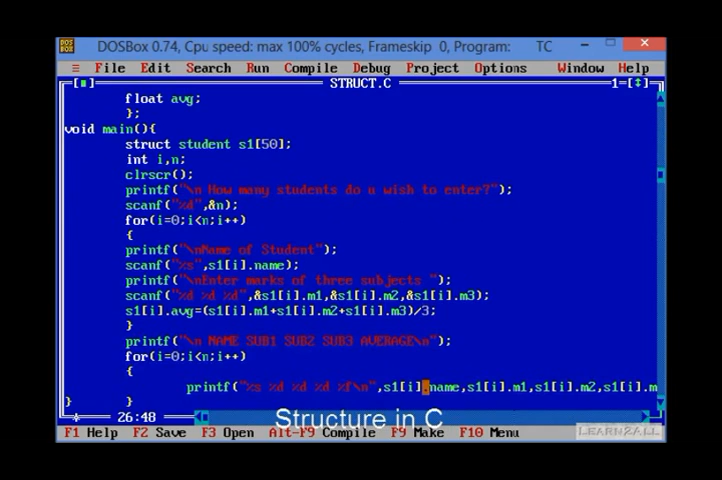 DOSBox 0.74, Cpu speed: max 100% cycles, Frameskip 0, Program: TC
File Edit Search Run Compile Debug Project Options Window Help
STRUCT.C 1=[↕]
float avg;
};
void main(){
struct student s1[50];
int i,n;
clrscr();
printf("\n How many students do u wish to enter?");
scanf("%d",&n);
for(i=0;i<n;i++)
{
printf("\nName of Student");
scanf("%s",s1[i].name);
printf("\nEnter marks of three subjects ");
scanf("%d %d %d",&s1[i].m1,&s1[i].m2,&s1[i].m3);
s1[i].avg=(s1[i].m1+s1[i].m2+s1[i].m3)/3;
}
printf("\n NAME SUB1 SUB2 SUB3 AVERAGE\n");
for(i=0;i<n;i++)
{
printf("%s %d %d %d %f\n",s1[i].name,s1[i].m1,s1[i].m2,s1[i].m
} }
26:48
Structure in C
F1 Help F2 Save F3 Open Alt-F9 Compile F9 Make F10 Menu
LEARN2ALL